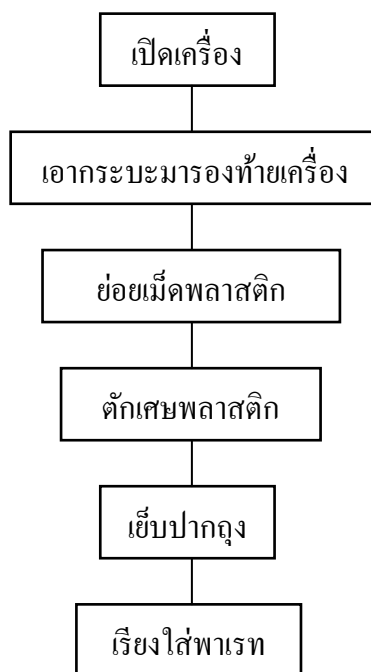 เปิดเครื่อง
เอากระบะมารองท้ายเครื่อง
ย่อยเม็ดพลาสติก
ตักเศษพลาสติก
เย็บปากถุง
เรียงใส่พาเรท